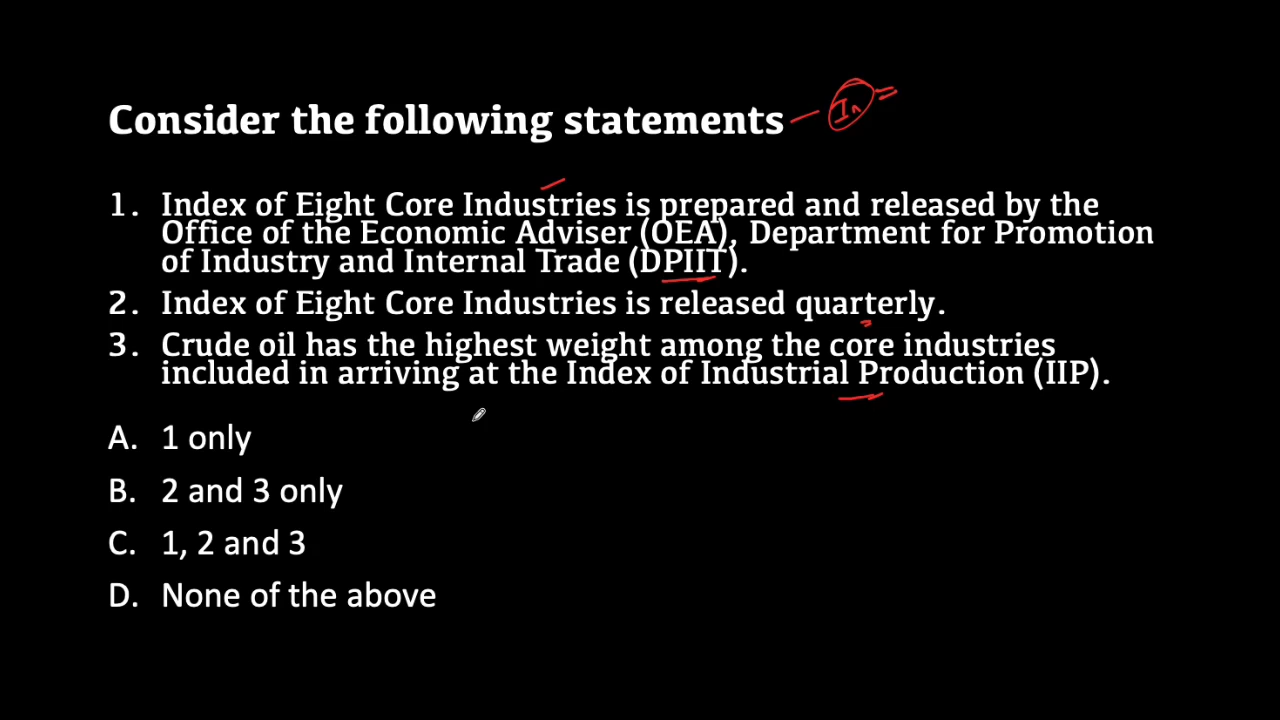 Consider the following statements - In =
1. Index of Eight Core Industries is prepared and released by the
Office of the Economic Adviser (OEA), Department for Promotion
of Industry and Internal Trade (DPIIT).
2. Index of Eight Core Industries is released quarterly.
3. Crude oil has the highest weight among the core industries
included in arriving at the Index of Industrial Production (IIP).
A. 1 only
B. 2 and 3 only
C. 1, 2 and 3
D. None of the above